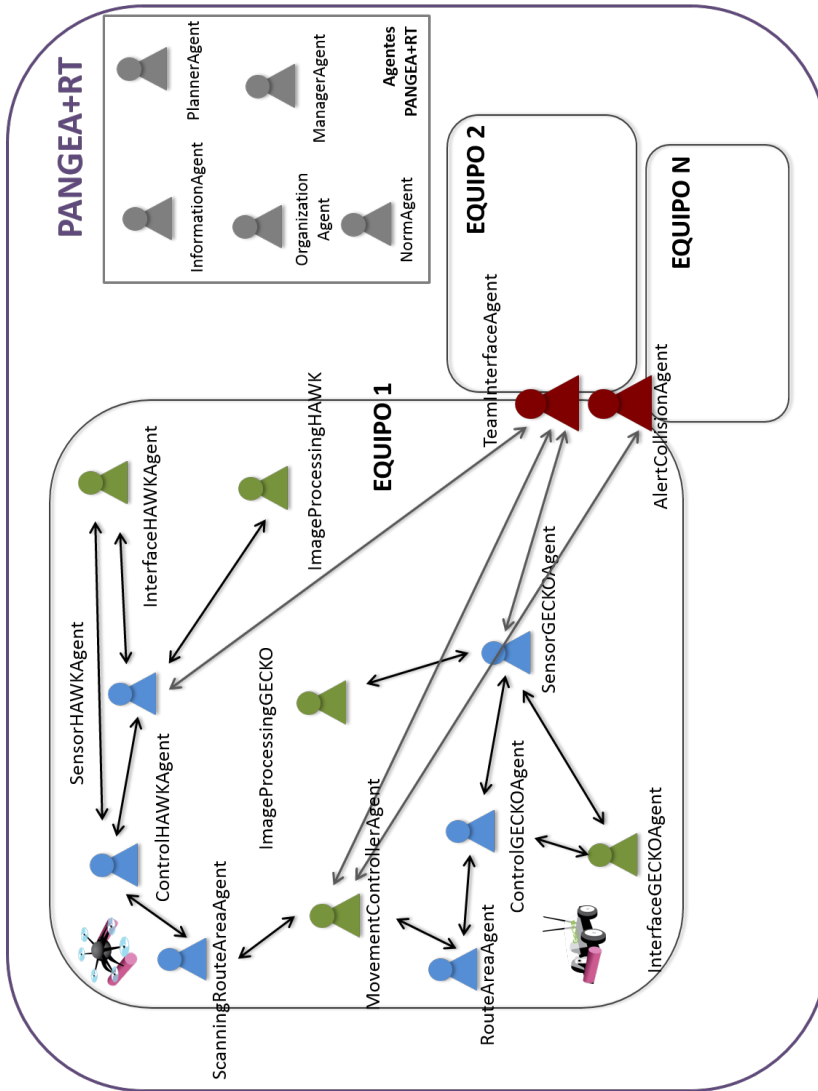 PANGEA+RT
InformationAgent
PlannerAgent
Organization
Agent
ManagerAgent
NormAgent
Agentes
PANGEA+RT
SensorHAWKAgent
InterfaceHAWKAgent
ControlHAWKAgent
ScanningRouteAreaAgent
ImageProcessingHAWK
ImageProcessingGECKO
EQUIPO 1
MovementControllerAgent
TeamInterfaceAgent
RouteAreaAgent
ControlGECKOAgent
SensorGECKOAgent
InterfaceGECKOAgent
AlertCollisionAgent
EQUIPO 2
EQUIPO N